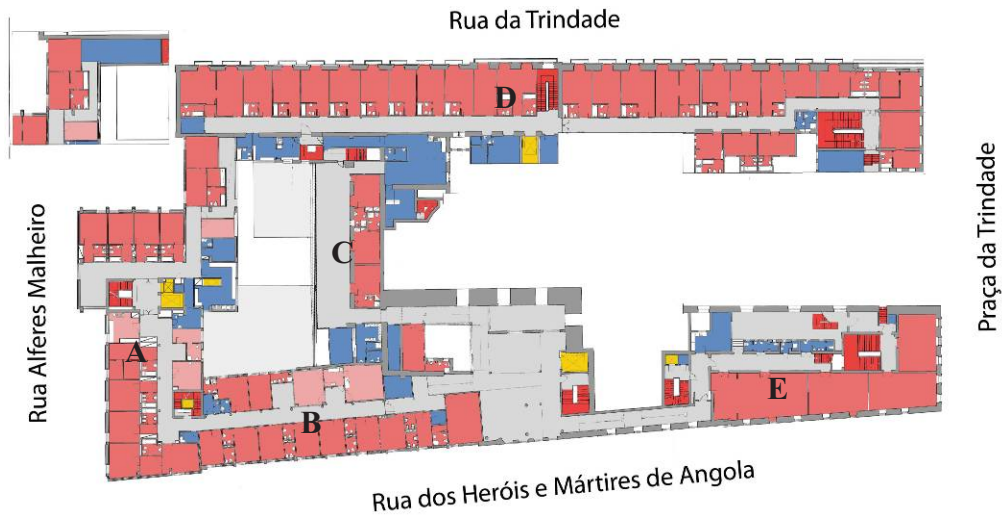 Rua da Trindade
D
Rua Alferes Malheiro
Praça da Trindade
C
A
E
B
Rua dos Heróis e Mártires de Angola